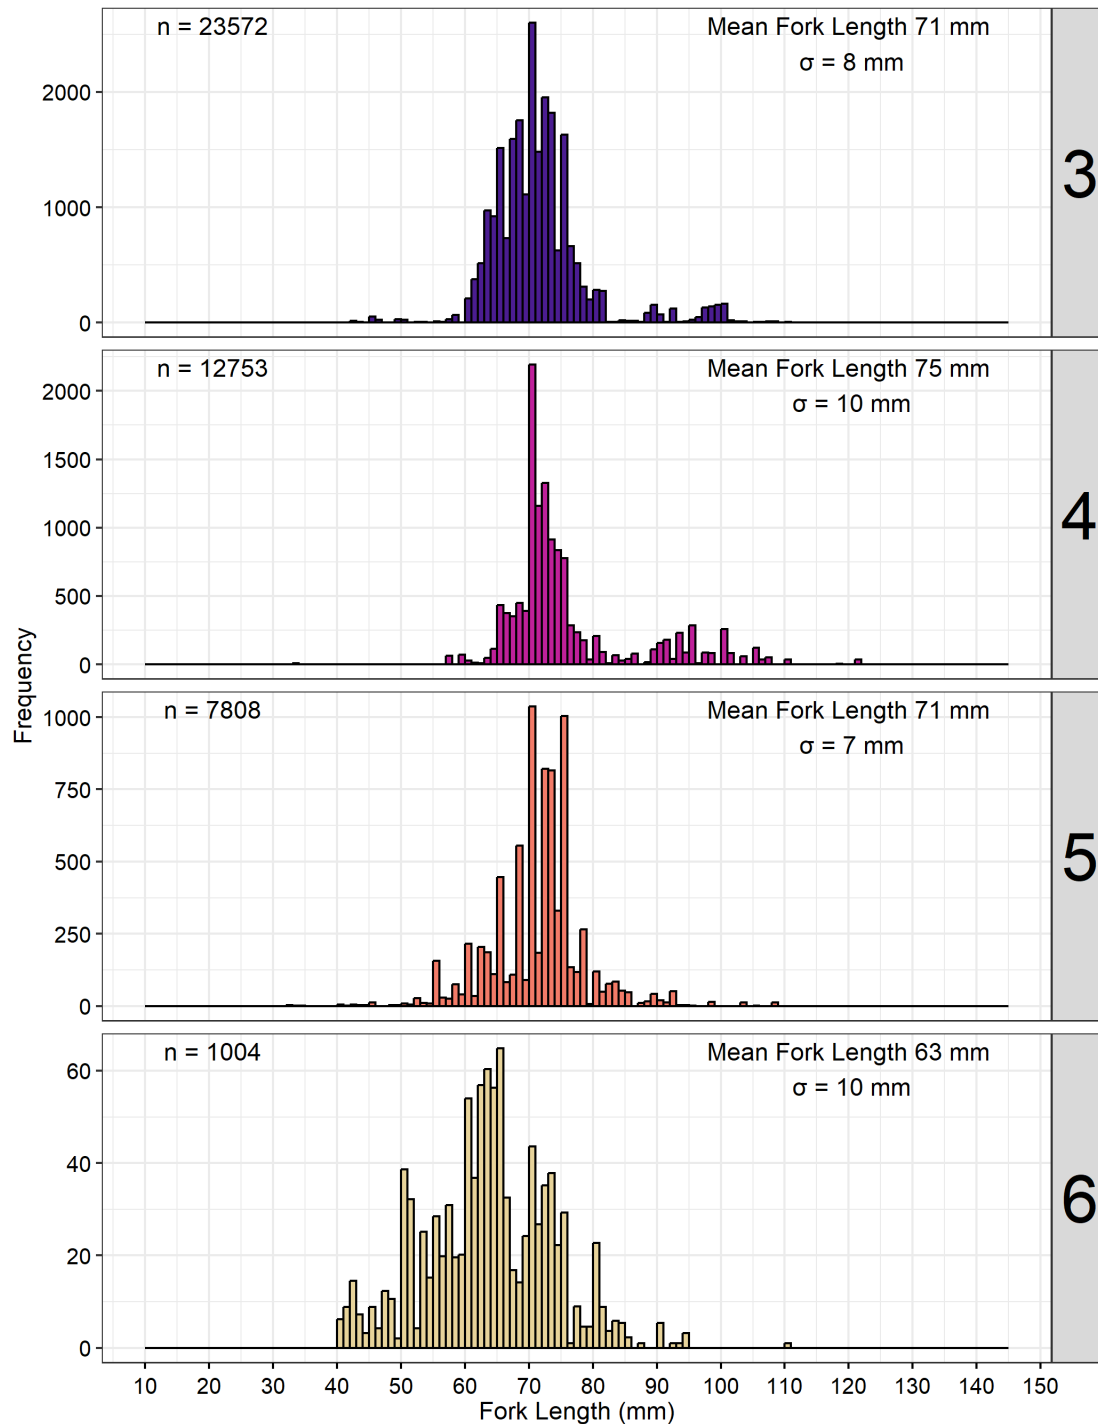 n = 23572
Mean Fork Length 71 mm
σ = 8 mm
2000
1000
0
3
n = 12753
Mean Fork Length 75 mm
σ = 10 mm
2000
1500
1000
500
0
4
Frequency
n = 7808
Mean Fork Length 71 mm
σ = 7 mm
1000
750
500
250
0
5
n = 1004
Mean Fork Length 63 mm
σ = 10 mm
60
40
20
0
6
10 20 30 40 50 60 70 80 90 100 110 120 130 140 150
Fork Length (mm)